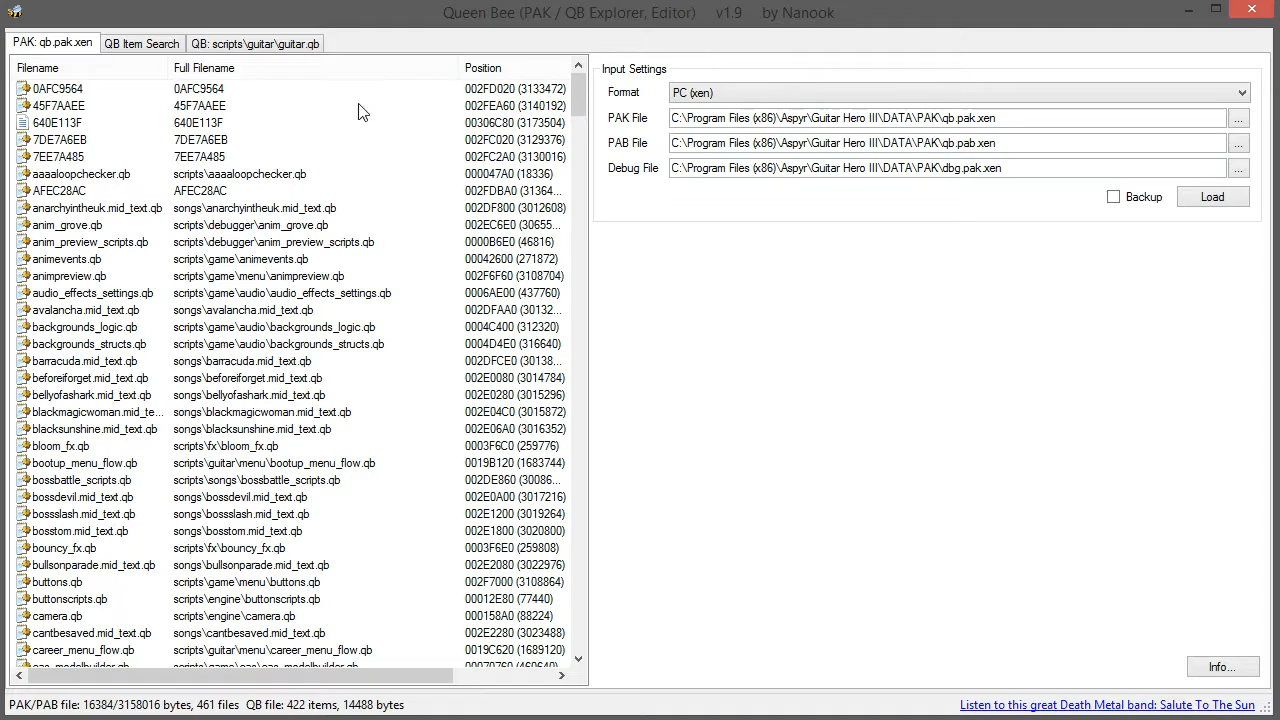 Queen Bee (PAK / QB Explorer, Editor) v1.9 by Nanook
PAK: qb.pak.xen QB Item Search QB: scripts\guitar\guitar.qb
Filename Full Filename Position
0AFC9564 0AFC9564 002FD020 (3133472)
45F7AAEE 45F7AAEE 002FEA60 (3140192)
640E113F 640E113F 00306C80 (3173504)
7DE7A6EB 7DE7A6EB 002FC020 (3129376)
7EE7A485 7EE7A485 002FC2A0 (3130016)
aaaaloopchecker.qb scripts\aaaaloopchecker.qb 000047A0 (18336)
AFEC28AC AFEC28AC 002FDBA0 (31364...
anarchyintheuk.mid_text.qb songs\anarchyintheuk.mid_text.qb 002DF800 (3012608)
anim_grove.qb scripts\debugger\anim_grove.qb 002EC6E0 (30655...
anim_preview_scripts.qb scripts\debugger\anim_preview_scripts.qb 0000B6E0 (46816)
animevents.qb scripts\game\animevents.qb 00042600 (271872)
animpreview.qb scripts\game\menu\animpreview.qb 002F6F60 (3108704)
audio_effects_settings.qb scripts\game\audio\audio_effects_settings.qb 0006AE00 (437760)
avalancha.mid_text.qb songs\avalancha.mid_text.qb 002DFAA0 (30132...
backgrounds_logic.qb scripts\game\audio\backgrounds_logic.qb 0004C400 (312320)
backgrounds_structs.qb scripts\game\audio\backgrounds_structs.qb 0004D4E0 (316640)
barracuda.mid_text.qb songs\barracuda.mid_text.qb 002DFCE0 (30138...
beforeiforget.mid_text.qb songs\beforeiforget.mid_text.qb 002E0080 (3014784)
bellyofashark.mid_text.qb songs\bellyofashark.mid_text.qb 002E0280 (3015296)
blackmagicwoman.mid_te... songs\blackmagicwoman.mid_text.qb 002E04C0 (3015872)
blacksunshine.mid_text.qb songs\blacksunshine.mid_text.qb 002E06A0 (3016352)
bloom_fx.qb scripts\fx\bloom_fx.qb 0003F6C0 (259776)
bootup_menu_flow.qb scripts\guitar\menu\bootup_menu_flow.qb 0019B120 (1683744)
bossbattle_scripts.qb scripts\songs\bossbattle_scripts.qb 002DE860 (30086...
bossdevil.mid_text.qb songs\bossdevil.mid_text.qb 002E0A00 (3017216)
bossslash.mid_text.qb songs\bossslash.mid_text.qb 002E1200 (3019264)
bosstom.mid_text.qb songs\bosstom.mid_text.qb 002E1800 (3020800)
bouncy_fx.qb scripts\fx\bouncy_fx.qb 0003F6E0 (259808)
bullsonparade.mid_text.qb songs\bullsonparade.mid_text.qb 002E2080 (3022976)
buttons.qb scripts\game\menu\buttons.qb 002F7000 (3108864)
buttonscripts.qb scripts\engine\buttonscripts.qb 00012E80 (77440)
camera.qb scripts\engine\camera.qb 000158A0 (88224)
cantbesaved.mid_text.qb songs\cantbesaved.mid_text.qb 002E2280 (3023488)
career_menu_flow.qb scripts\guitar\menu\career_menu_flow.qb 0019C620 (1689120)
cas_modelbuilder.qb scripts\game\cas\cas_modelbuilder.qb 00070760 (460640)
Input Settings
Format PC (xen)
PAK File C:\Program Files (x86)\Aspyr\Guitar Hero III\DATA\PAK\qb.pak.xen ...
PAB File C:\Program Files (x86)\Aspyr\Guitar Hero III\DATA\PAK\qb.pab.xen ...
Debug File C:\Program Files (x86)\Aspyr\Guitar Hero III\DATA\PAK\dbg.pak.xen ...
Backup Load
Info...
PAK/PAB file: 16384/3158016 bytes, 461 files QB file: 422 items, 14488 bytes
Listen to this great Death Metal band: Salute To The Sun